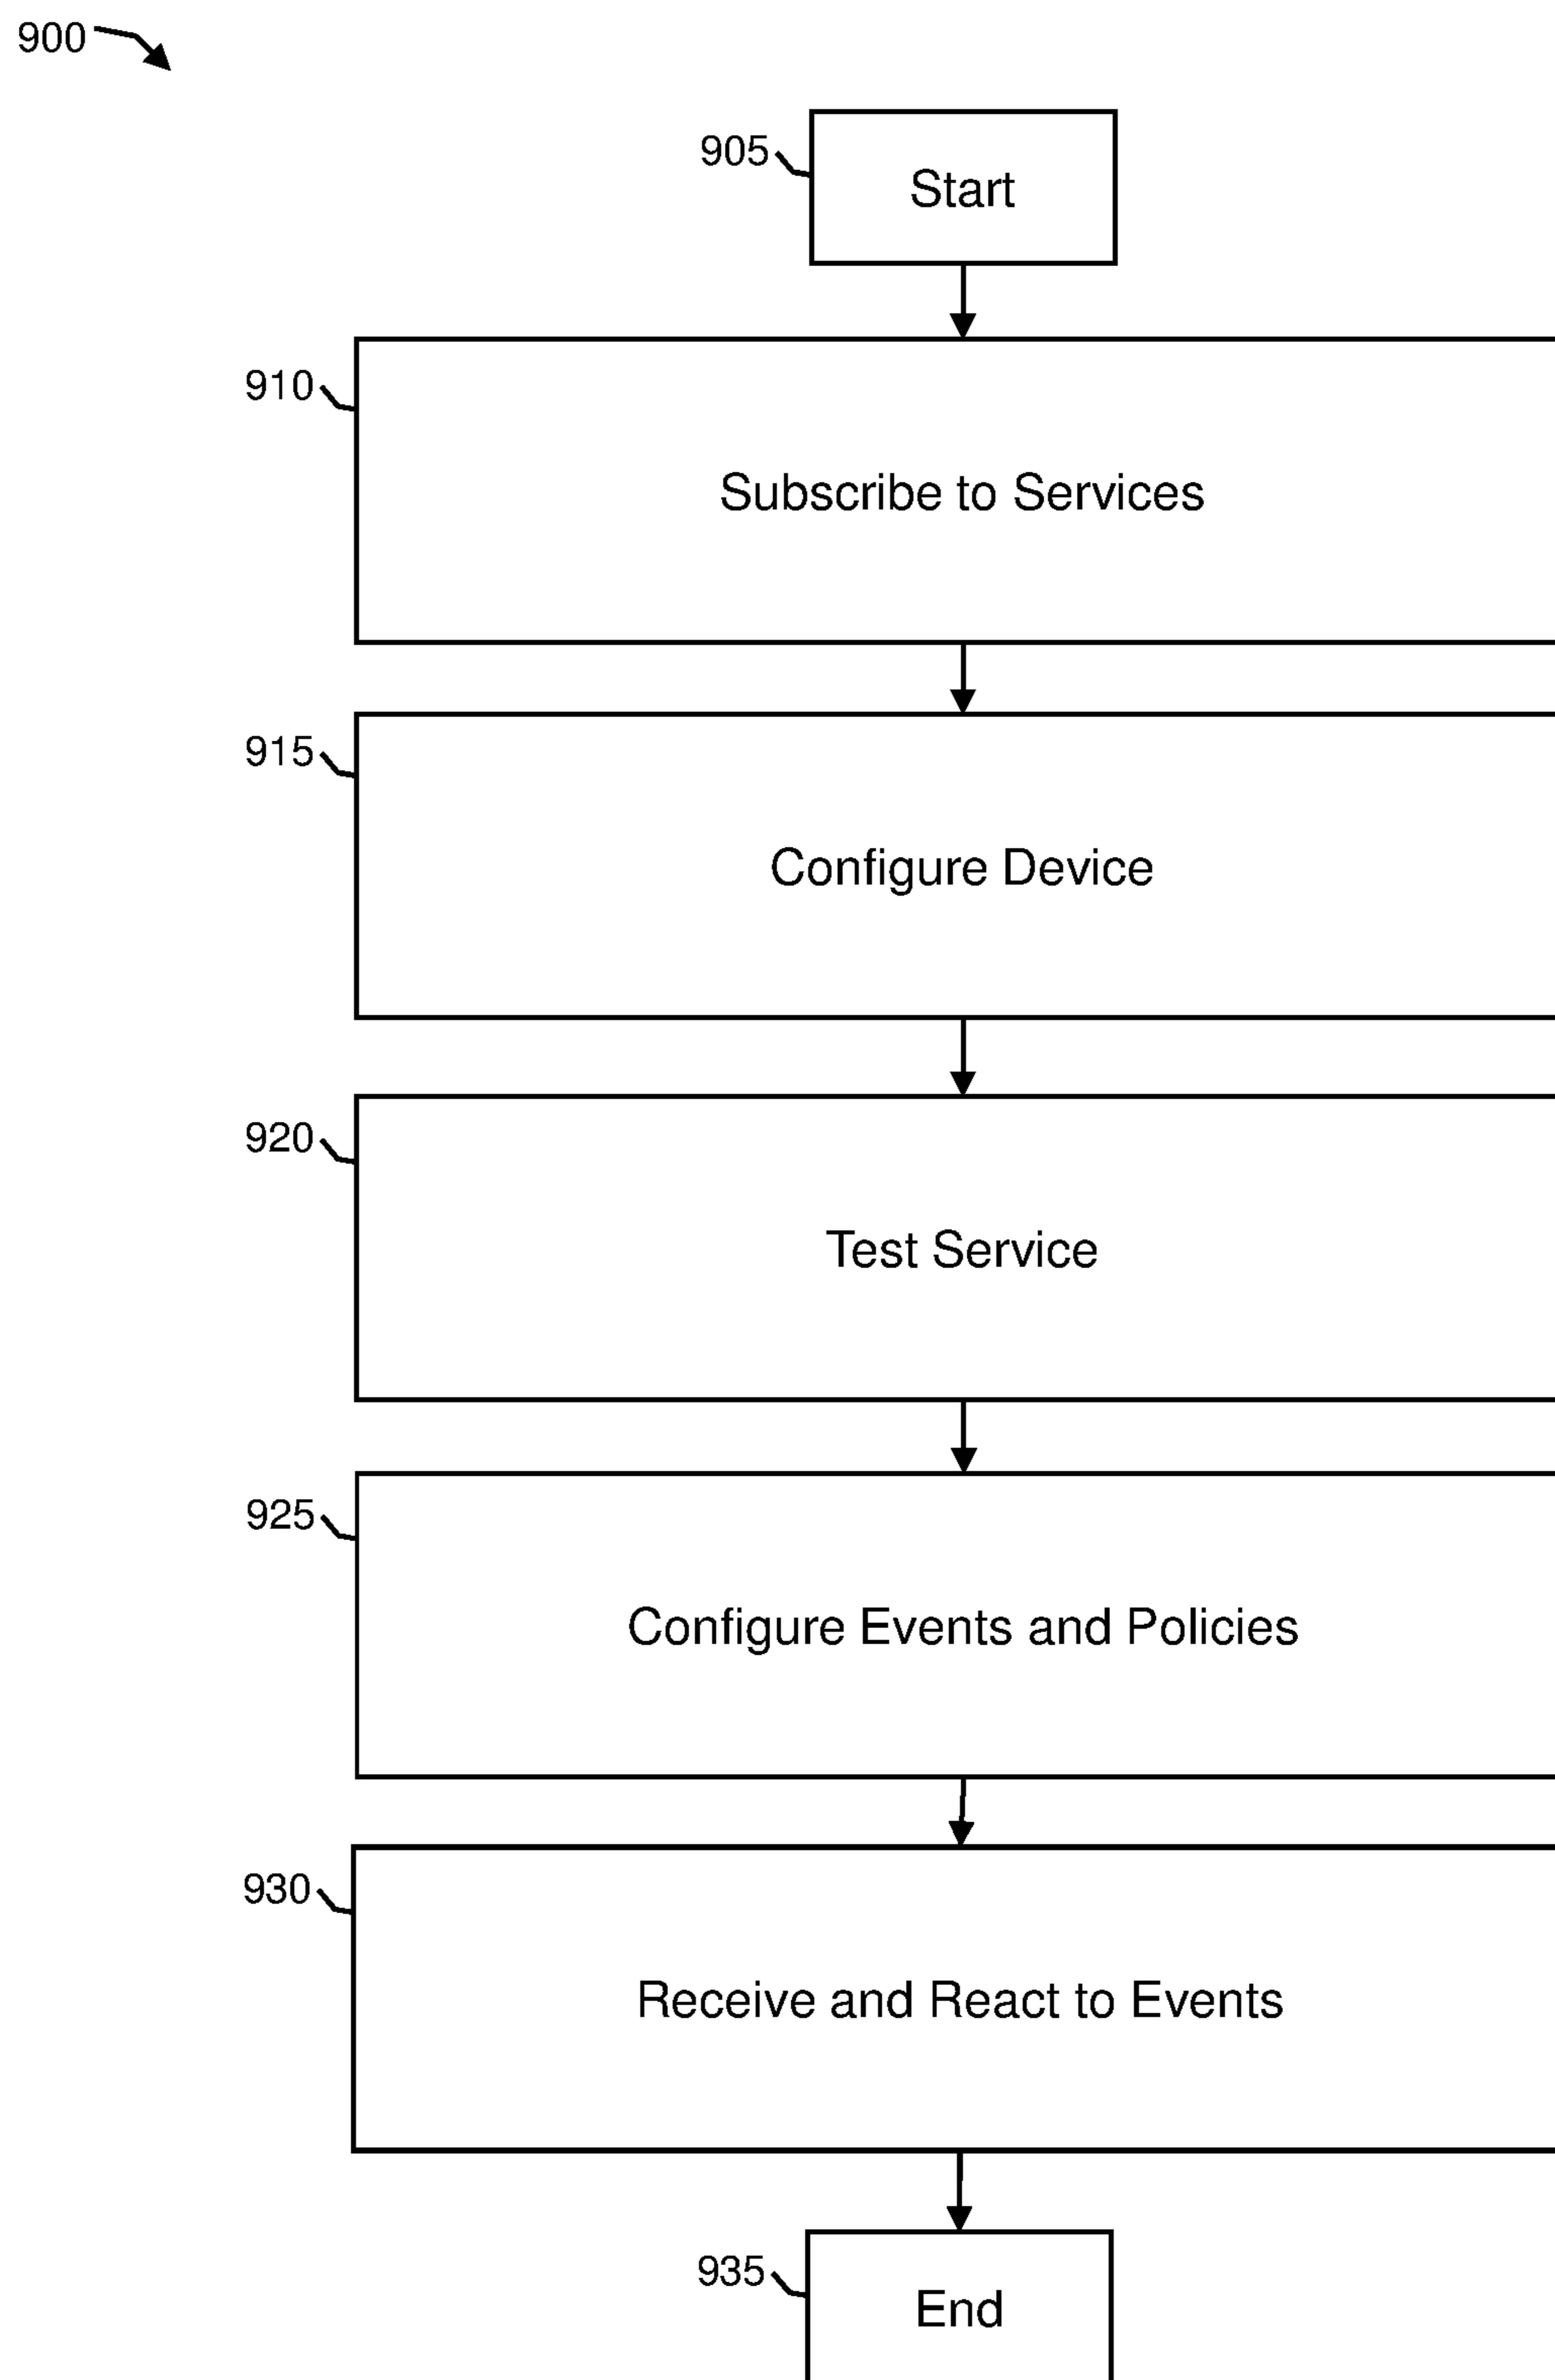 900
905
Start
910
Subscribe to Services
915
Configure Device
920
Test Service
925
Configure Events and Policies
930
Receive and React to Events
935
End